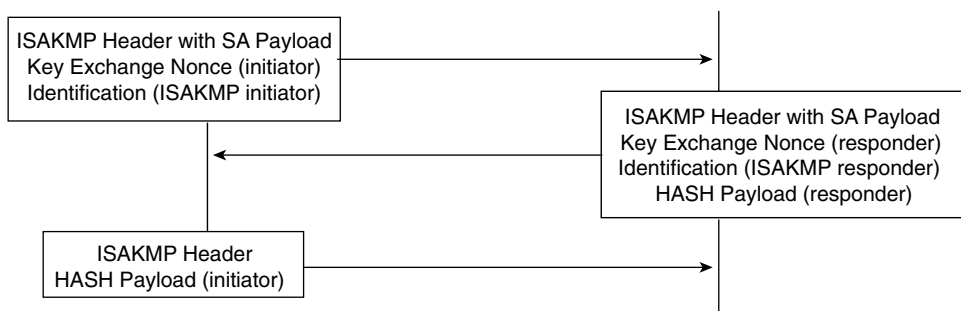 ISAKMP Header with SA Payload
Key Exchange Nonce (initiator)
Identification (ISAKMP initiator)
ISAKMP Header with SA Payload
Key Exchange Nonce (responder)
Identification (ISAKMP responder)
HASH Payload (responder)
ISAKMP Header
HASH Payload (initiator)